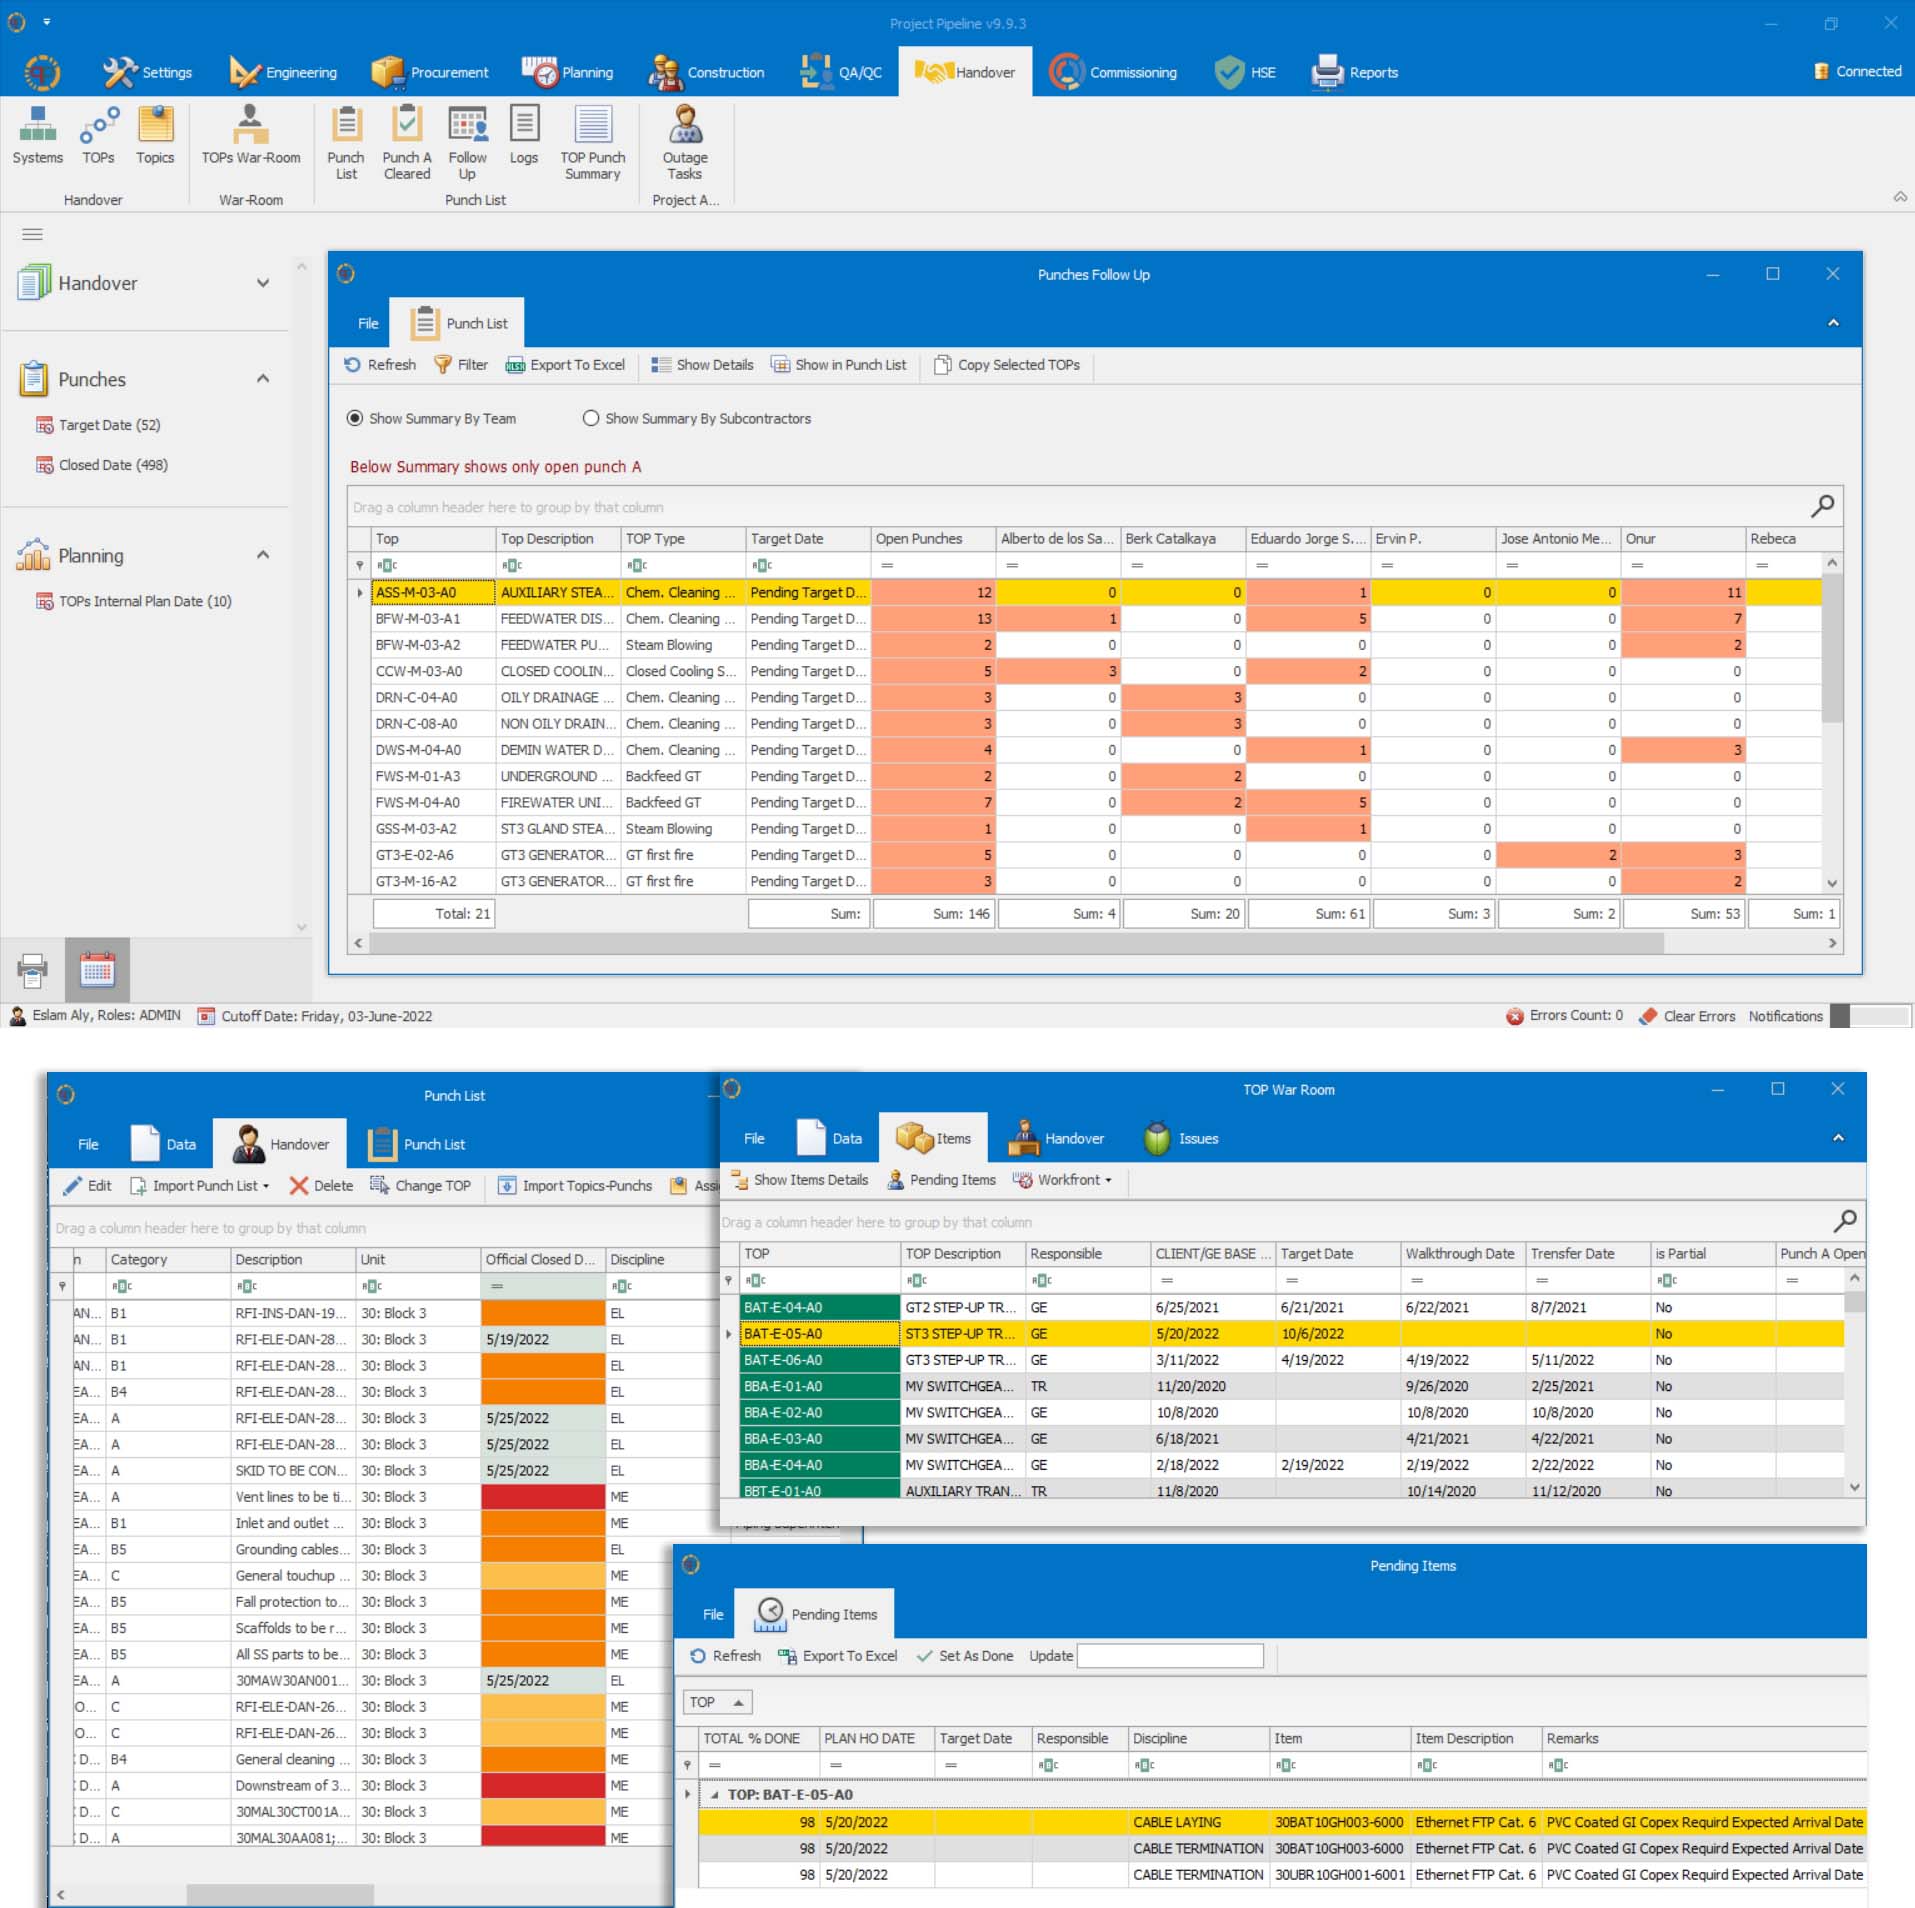 Project Pipeline v9.9.3
Settings Engineering Procurement Planning Construction QA/QC Handover Commissioning HSE Reports Connected
Systems TOPs Topics TOPs War-Room Punch List Punch A Cleared Follow Up Logs TOP Punch Summary Outage Tasks
Handover War-Room Punch List Project A...
Handover
Punches
Target Date (52)
Closed Date (498)
Planning
TOPs Internal Plan Date (10)
Punches Follow Up
File Punch List
Refresh Filter Export To Excel Show Details Show in Punch List Copy Selected TOPs
Show Summary By Team Show Summary By Subcontractors
Below Summary shows only open punch A
Drag a column header here to group by that column
Top Top Description TOP Type Target Date Open Punches Alberto de los Sa... Berk Catalkaya Eduardo Jorge S.... Ervin P. Jose Antonio Me... Onur Rebeca
ASS-M-03-A0 AUXILIARY STEA... Chem. Cleaning ... Pending Target D... 12 0 0 1 0 0 11
BFW-M-03-A1 FEEDWATER DIS... Chem. Cleaning ... Pending Target D... 13 1 0 5 0 0 7
BFW-M-03-A2 FEEDWATER PU... Steam Blowing Pending Target D... 2 0 0 0 0 0 2
CCW-M-03-A0 CLOSED COOLIN... Closed Cooling S... Pending Target D... 5 3 0 2 0 0 0
DRN-C-04-A0 OILY DRAINAGE ... Chem. Cleaning ... Pending Target D... 3 0 3 0 0 0 0
DRN-C-08-A0 NON OILY DRAIN... Chem. Cleaning ... Pending Target D... 3 0 3 0 0 0 0
DWS-M-04-A0 DEMIN WATER D... Chem. Cleaning ... Pending Target D... 4 0 0 1 0 0 3
FWS-M-01-A3 UNDERGROUND ... Backfeed GT Pending Target D... 2 0 2 0 0 0 0
FWS-M-04-A0 FIREWATER UNI... Backfeed GT Pending Target D... 7 0 2 5 0 0 0
GSS-M-03-A2 ST3 GLAND STEA... Steam Blowing Pending Target D... 1 0 0 1 0 0 0
GT3-E-02-A6 GT3 GENERATOR... GT first fire Pending Target D... 5 0 0 0 0 2 3
GT3-M-16-A2 GT3 GENERATOR... GT first fire Pending Target D... 3 0 0 0 0 0 2
Total: 21 Sum: Sum: 146 Sum: 4 Sum: 20 Sum: 61 Sum: 3 Sum: 2 Sum: 53 Sum: 1
Eslam Aly, Roles: ADMIN Cutoff Date: Friday, 03-June-2022 Errors Count: 0 Clear Errors Notifications
Punch List
File Data Handover Punch List
Edit Import Punch List Delete Change TOP Import Topics-Punchs Assi
Drag a column header here to group by that column
n Category Description Unit Official Closed D... Discipline
AN... B1 RFI-INS-DAN-19... 30: Block 3 EL
AN... B1 RFI-ELE-DAN-28... 30: Block 3 5/19/2022 EL
AN... B1 RFI-ELE-DAN-28... 30: Block 3 EL
EA... B4 RFI-ELE-DAN-28... 30: Block 3 EL
EA... A RFI-ELE-DAN-28... 30: Block 3 5/25/2022 EL
EA... A RFI-ELE-DAN-28... 30: Block 3 5/25/2022 EL
EA... A SKID TO BE CON... 30: Block 3 5/25/2022 EL
EA... A Vent lines to be ti... 30: Block 3 ME
EA... B1 Inlet and outlet ... 30: Block 3 ME
EA... B5 Grounding cables... 30: Block 3 EL
EA... C General touchup ... 30: Block 3 ME
EA... B5 Fall protection to... 30: Block 3 ME
EA... B5 Scaffolds to be r... 30: Block 3 ME
EA... B5 All SS parts to be... 30: Block 3 ME
EA... A 30MAW30AN001... 30: Block 3 5/25/2022 EL
O... C RFI-ELE-DAN-26... 30: Block 3 ME
O... C RFI-ELE-DAN-26... 30: Block 3 ME
D... B4 General cleaning ... 30: Block 3 ME
D... A Downstream of 3... 30: Block 3 ME
D... C 30MAL30CT001A... 30: Block 3 ME
D... A 30MAL30AA081;... 30: Block 3 ME
TOP War Room
File Data Items Handover Issues
Show Items Details Pending Items Workfront
Drag a column header here to group by that column
TOP TOP Description Responsible CLIENT/GE BASE ... Target Date Walkthrough Date Trensfer Date is Partial Punch A Open
BAT-E-04-A0 GT2 STEP-UP TR... GE 6/25/2021 6/21/2021 6/22/2021 8/7/2021 No
BAT-E-05-A0 ST3 STEP-UP TR... GE 5/20/2022 10/6/2022 No
BAT-E-06-A0 GT3 STEP-UP TR... GE 3/11/2022 4/19/2022 4/19/2022 5/11/2022 No
BBA-E-01-A0 MV SWITCHGEA... TR 11/20/2020 9/26/2020 2/25/2021 No
BBA-E-02-A0 MV SWITCHGEA... GE 10/8/2020 10/8/2020 10/8/2020 No
BBA-E-03-A0 MV SWITCHGEA... GE 6/18/2021 4/21/2021 4/22/2021 No
BBA-E-04-A0 MV SWITCHGEA... GE 2/18/2022 2/19/2022 2/19/2022 2/22/2022 No
BBT-E-01-A0 AUXILIARY TRAN... TR 11/8/2020 10/14/2020 11/12/2020 No
Pending Items
File Pending Items
Refresh Export To Excel Set As Done Update
TOP
TOTAL % DONE PLAN HO DATE Target Date Responsible Discipline Item Item Description Remarks
TOP: BAT-E-05-A0
98 5/20/2022 CABLE LAYING 30BAT10GH003-6000 Ethernet FTP Cat. 6 PVC Coated GI Copex Requird Expected Arrival Date
98 5/20/2022 CABLE TERMINATION 30BAT10GH003-6000 Ethernet FTP Cat. 6 PVC Coated GI Copex Requird Expected Arrival Date
98 5/20/2022 CABLE TERMINATION 30UBR10GH001-6001 Ethernet FTP Cat. 6 PVC Coated GI Copex Requird Expected Arrival Date